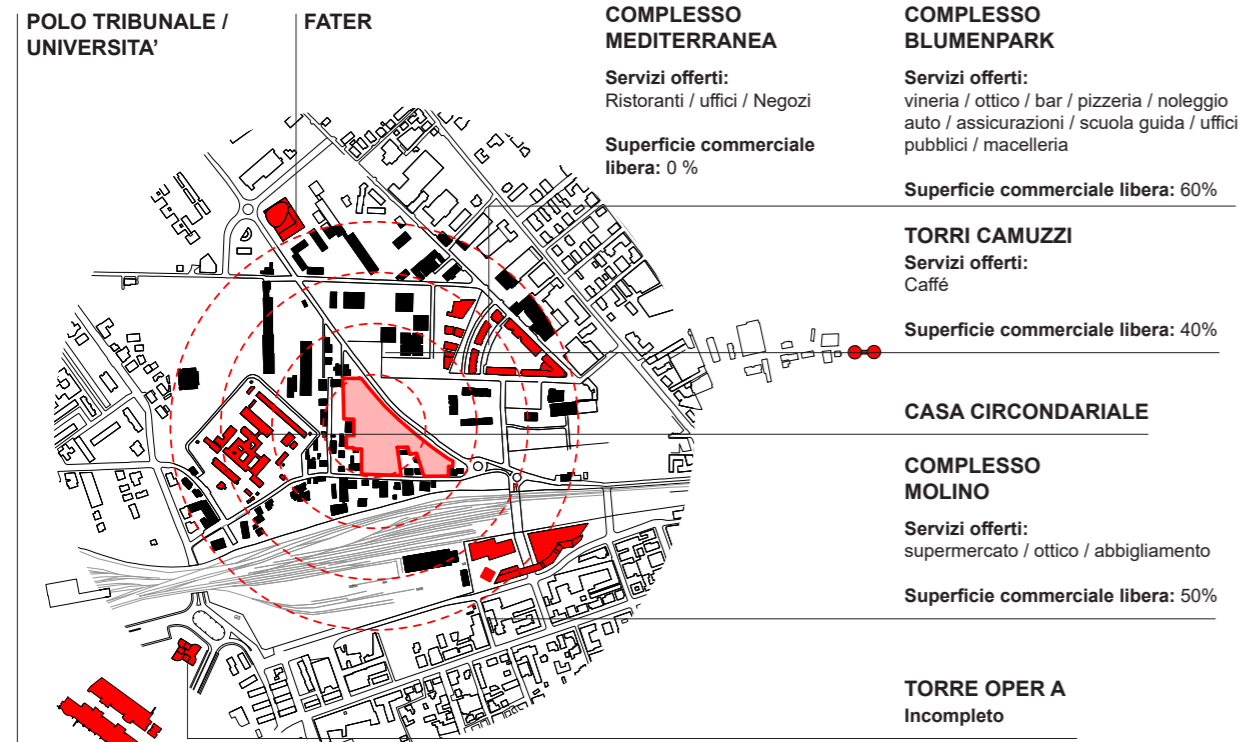 POLO TRIBUNALE /
UNIVERSITA’
FATER
COMPLESSO
MEDITERRANEA
Servizi offerti:
Ristoranti / uffici / Negozi
Superficie commerciale
libera: 0 %
COMPLESSO
BLUMENPARK
Servizi offerti:
vineria / ottico / bar / pizzeria / noleggio
auto / assicurazioni / scuola guida / uffici
pubblici / macelleria
Superficie commerciale libera: 60%
TORRI CAMUZZI
Servizi offerti:
Caffé
Superficie commerciale libera: 40%
CASA CIRCONDARIALE
COMPLESSO
MOLINO
Servizi offerti:
supermercato / ottico / abbigliamento
Superficie commerciale libera: 50%
TORRE OPER A
Incompleto